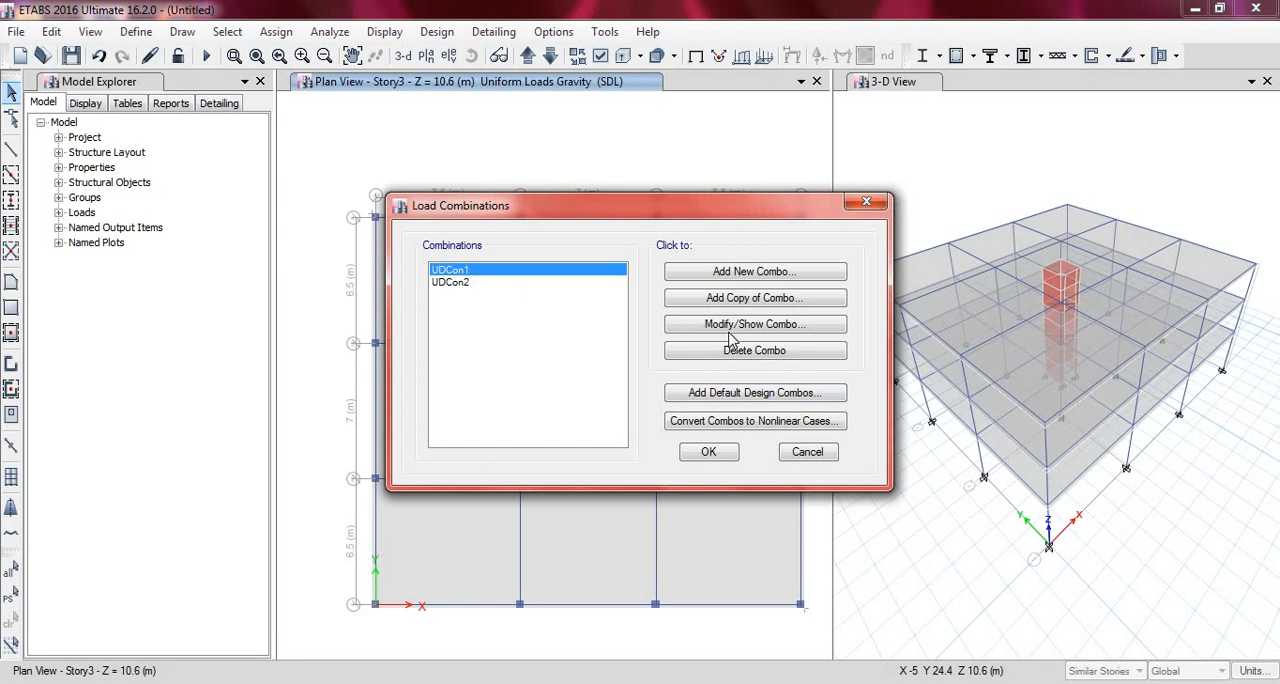 ETABS 2016 Ultimate 16.2.0 - (Untitled)
File Edit View Define Draw Select Assign Analyze Display Design Detailing Options Tools Help
3-d
nd
Model Explorer
Plan View - Story3 - Z = 10.6 (m) Uniform Loads Gravity (SDL)
3-D View
Model Display Tables Reports Detailing
Model
Project
Structure Layout
Properties
Structural Objects
Groups
Loads
Named Output Items
Named Plots
Load Combinations
Combinations
UDCon1
UDCon2
Click to:
Add New Combo...
Add Copy of Combo...
Modify/Show Combo...
Delete Combo
Add Default Design Combos...
Convert Combos to Nonlinear Cases...
OK
Cancel
6.5 (m)
7 (m)
6.5 (m)
Y
X
Y
Z
X
all
PS
clr
Plan View - Story3 - Z = 10.6 (m)
X -5 Y 24.4 Z 10.6 (m)
Similar Stories
Global
Units...